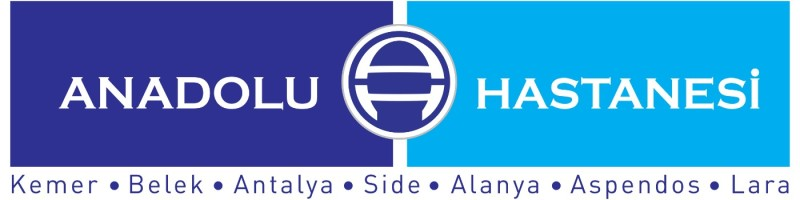 ANADOLU HASTANESİ
Kemer • Belek • Antalya • Side • Alanya • Aspendos • Lara